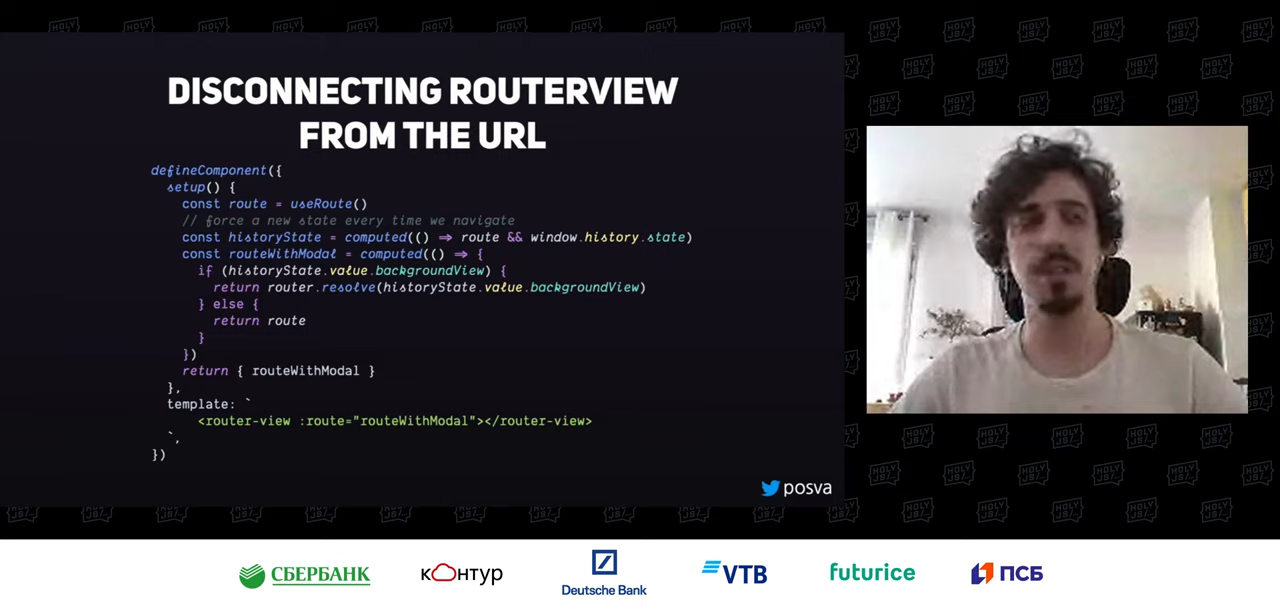 DISCONNECTING ROUTERVIEW
FROM THE URL
defineComponent({
setup() {
const route = useRoute()
// force a new state every time we navigate
const historyState = computed(() ⇒ route && window.history.state)
const routeWithModal = computed(() ⇒ {
if (historyState.value.backgroundView) {
return router.resolve(historyState.value.backgroundView)
} else {
return route
}
})
return { routeWithModal }
},
template: `
<router-view :route="routeWithModal"></router-view>
`,
})
posva
HOLY
JS/
СБЕРБАНК
КОНТУР
Deutsche Bank
VTB
futurice
ПСБ